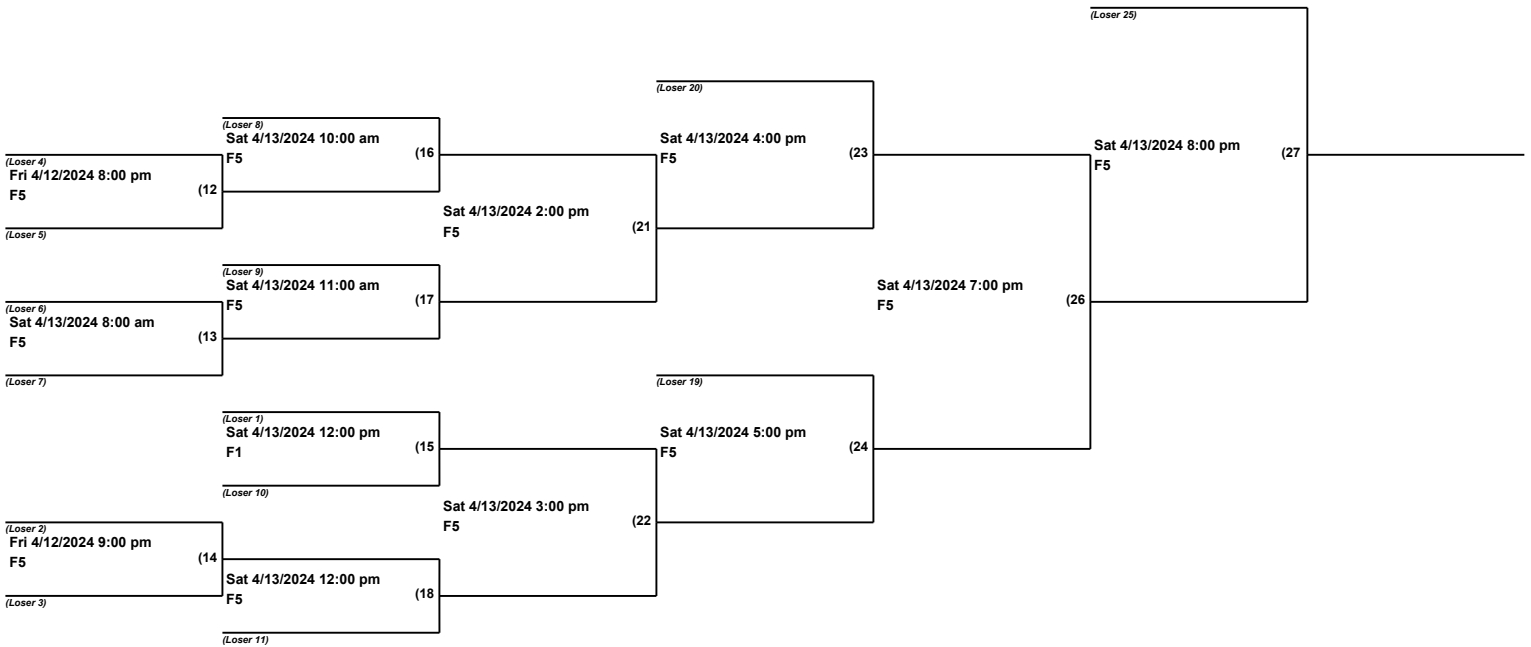 (Loser 25)
(Loser 20)
(Loser 8)
Sat 4/13/2024 10:00 am
F5
(16
Sat 4/13/2024 4:00 pm
F5
(23
Sat 4/13/2024 8:00 pm
F5
(27
(Loser 4)
Fri 4/12/2024 8:00 pm
F5
(12
(Loser 5)
Sat 4/13/2024 2:00 pm
F5
(21
(Loser 9)
Sat 4/13/2024 11:00 am
F5
(17
Sat 4/13/2024 7:00 pm
F5
(26
(Loser 6)
Sat 4/13/2024 8:00 am
F5
(13
(Loser 7)
(Loser 19)
(Loser 1)
Sat 4/13/2024 12:00 pm
F1
(15
Sat 4/13/2024 5:00 pm
F5
(24
(Loser 10)
Sat 4/13/2024 3:00 pm
F5
(22
(Loser 2)
Fri 4/12/2024 9:00 pm
F5
(14
(Loser 3)
Sat 4/13/2024 12:00 pm
F5
(18
(Loser 11)